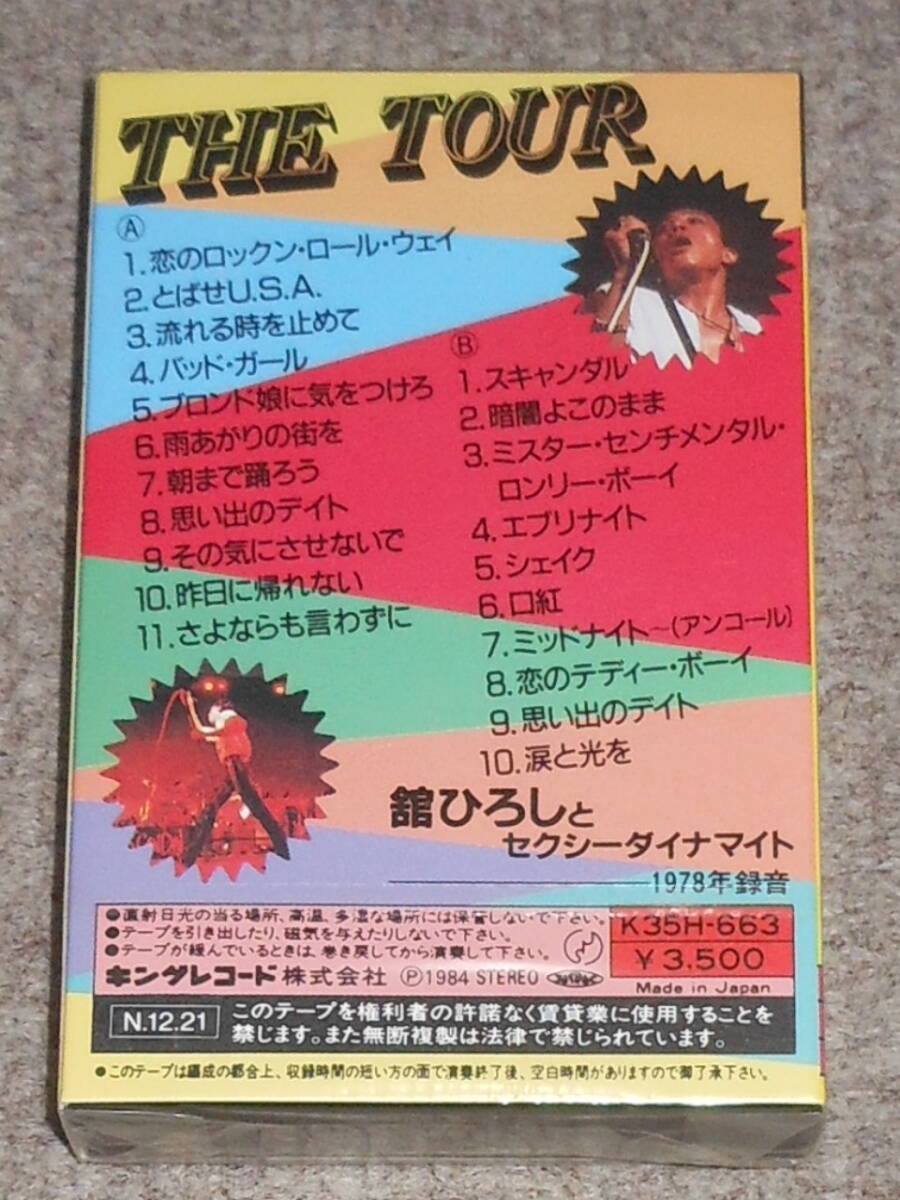 THE TOUR
Ⓐ
1.恋のロックン・ロール・ウェイ
2.とばせU.S.A.
3.流れる時を止めて
4.バッド・ガール
5.ブロンド娘に気をつけろ
6.雨あがりの街を
7.朝まで踊ろう
8.思い出のデイト
9.その気にさせないで
10.昨日に帰れない
11.さよならも言わずに
Ⓑ
1.スキャンダル
2.暗闇よこのまま
3.ミスター・センチメンタル・
ロンリー・ボーイ
4.エブリナイト
5.シェイク
6.口紅
7.ミッドナイト～(アンコール)
8.恋のテディー・ボーイ
9.思い出のデイト
10.涙と光を
舘ひろしと
セクシーダイナマイト
1978年録音
●直射日光の当る場所、高温、多湿な場所には保管しないで下さい。
●テープを引き出したり、磁気を与えたりしないで下さい。
●テープが緩んでいるときは、巻き戻してから演奏して下さい。
キングレコード株式会社 Ⓟ1984 STEREO
K35H-663
¥3,500
Made in Japan
N.12.21
このテープを権利者の許諾なく賃貸業に使用することを
禁じます。また無断複製は法律で禁じられています。
●このテープは編成の都合上、収録時間の短い方の面で演奏終了後、空白時間がありますので御了承下さい。